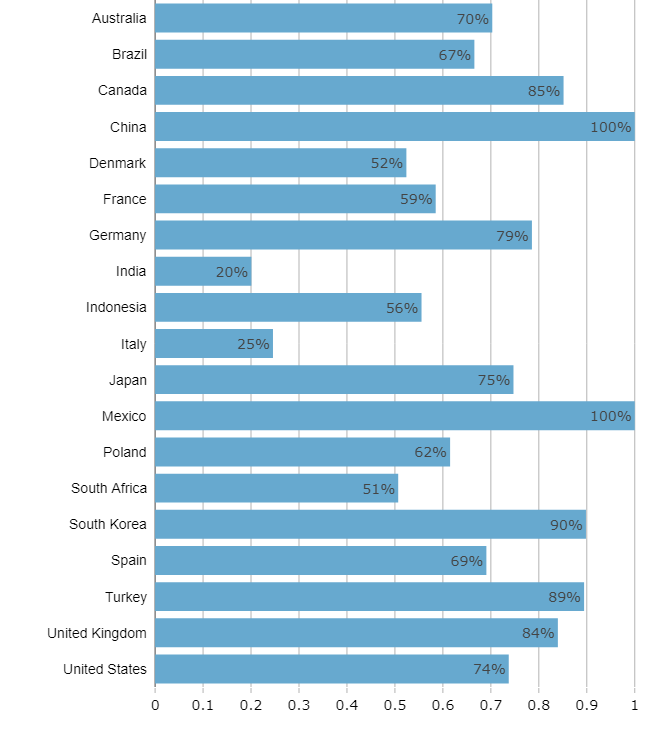 Australia 70%
Brazil 67%
Canada 85%
China 100%
Denmark 52%
France 59%
Germany 79%
India 20%
Indonesia 56%
Italy 25%
Japan 75%
Mexico 100%
Poland 62%
South Africa 51%
South Korea 90%
Spain 69%
Turkey 89%
United Kingdom 84%
United States 74%
0 0.1 0.2 0.3 0.4 0.5 0.6 0.7 0.8 0.9 1